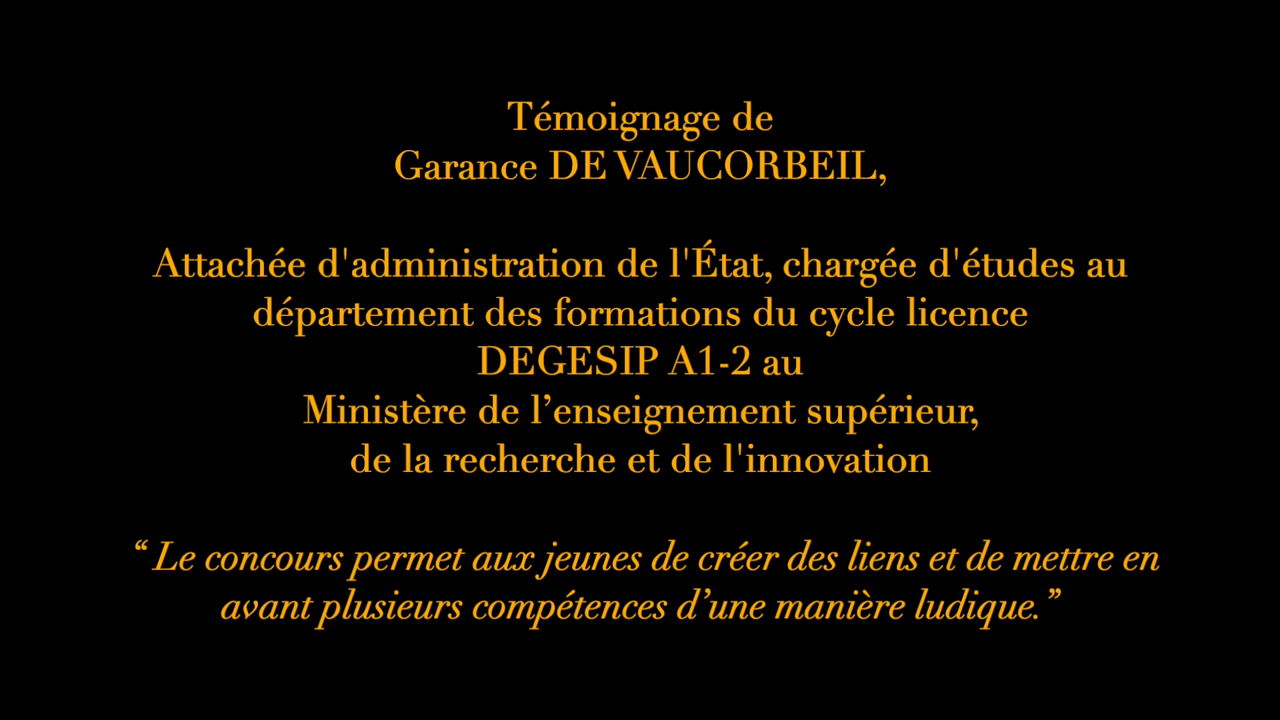 Témoignage de
Garance DE VAUCORBEIL,
Attachée d'administration de l'État, chargée d'études au
département des formations du cycle licence
DEGESIP A1-2 au
Ministère de l’enseignement supérieur,
de la recherche et de l'innovation
“ Le concours permet aux jeunes de créer des liens et de mettre en
avant plusieurs compétences d’une manière ludique.”